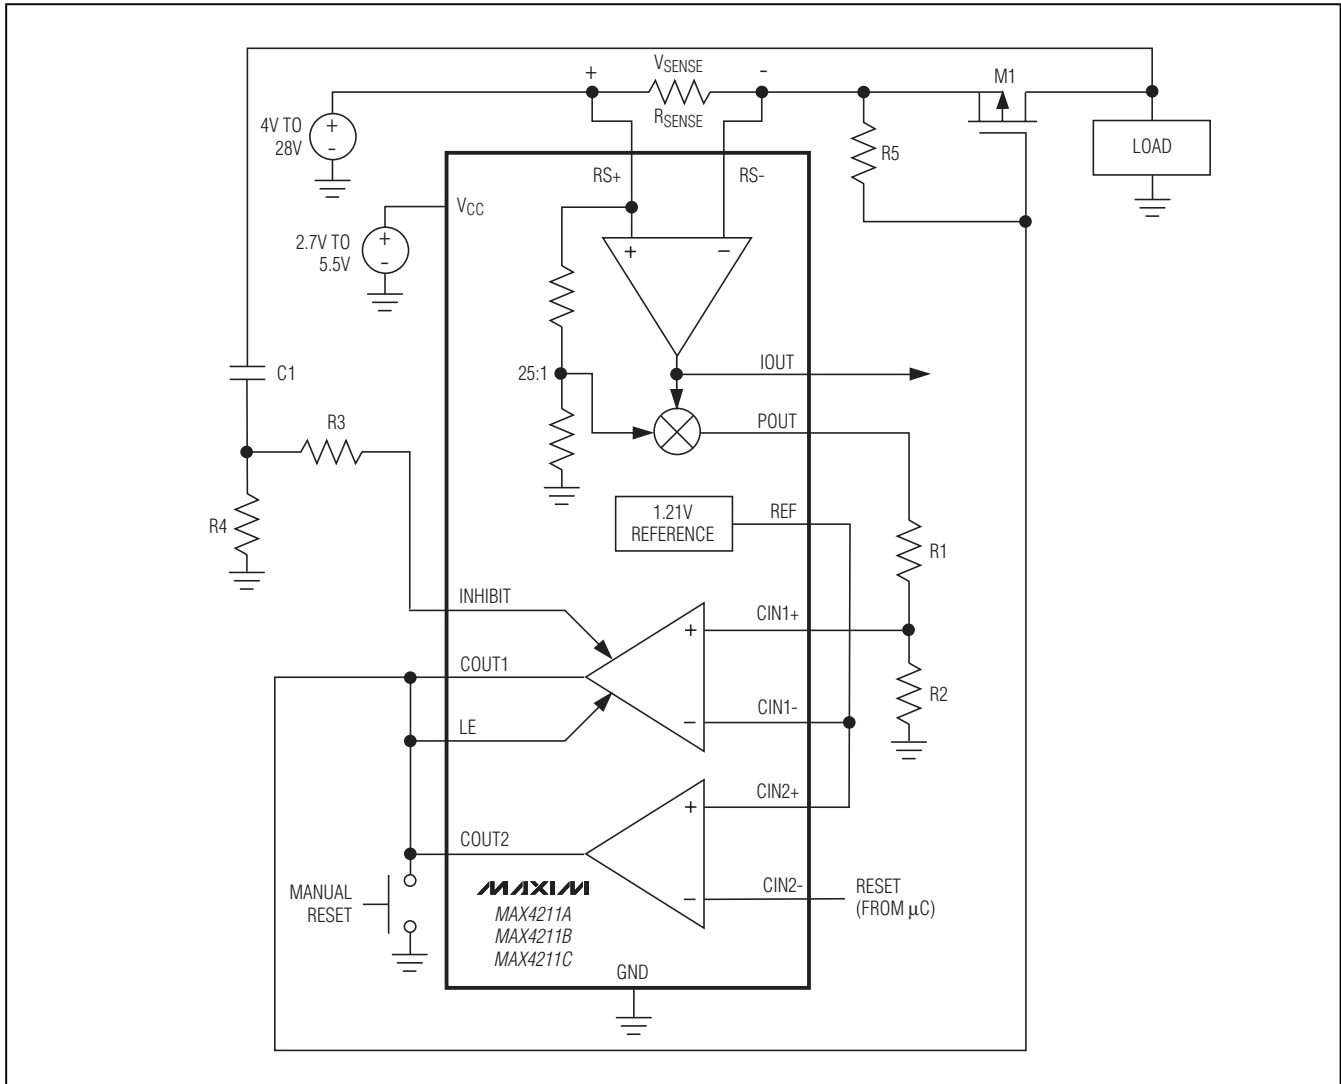 +
VSENSE
-
M1
RSENSE
4V TO
28V
+
-
LOAD
R5
RS+
RS-
VCC
2.7V TO
5.5V
+
-
+
−
25:1
IOUT
C1
POUT
R3
1.21V
REFERENCE
REF
R4
R1
INHIBIT
CIN1+
+
COUT1
R2
CIN1-
−
LE
CIN2+
+
COUT2
MANUAL
RESET
MAXIM
MAX4211A
MAX4211B
MAX4211C
CIN2-
−
RESET
(FROM µC)
GND